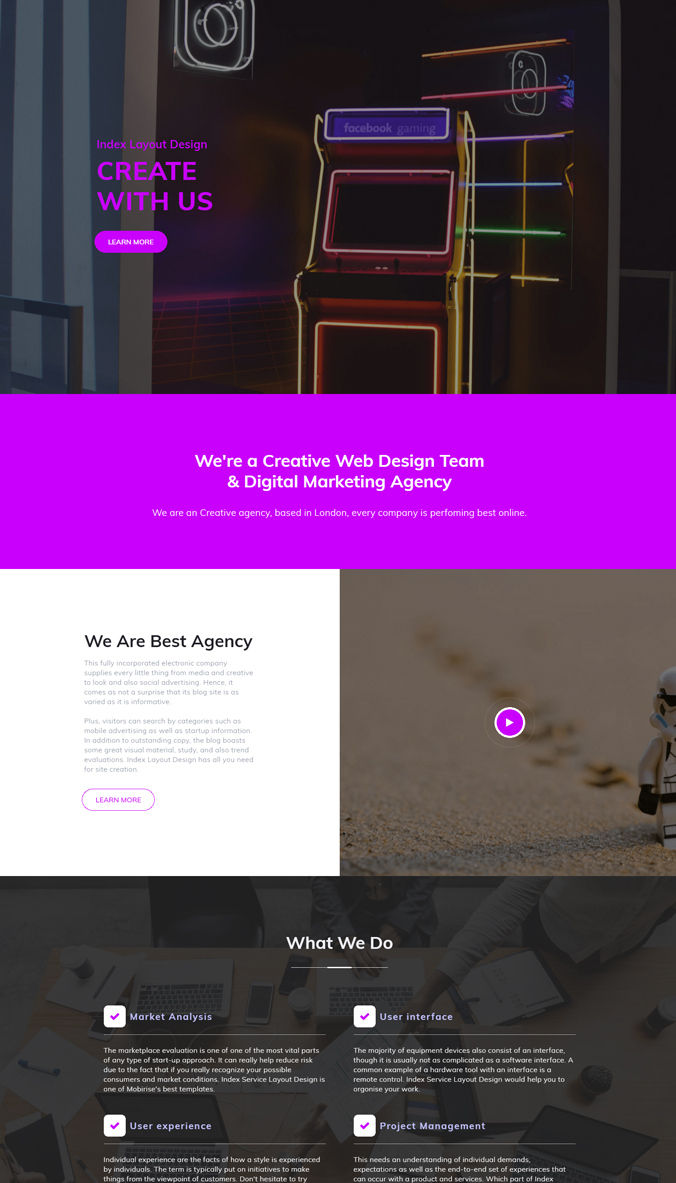 facebook gaming
Index Layout Design
CREATE
WITH US
LEARN MORE
We're a Creative Web Design Team
& Digital Marketing Agency
We are an Creative agency, based in London, every company is perfoming best online.
We Are Best Agency
This fully incorporated electronic company
supplies every little thing from media and creative
to look and also social advertising. Hence, it
comes as not a surprise that its blog site is as
varied as it is informative.
Plus, visitors can search by categories such as
mobile advertising as well as startup information.
In addition to outstanding copy, the blog boasts
some great visual material, study, and also trend
evaluations. Index Layout Design has all you need
for site creation.
LEARN MORE
What We Do
Market Analysis
The marketplace evaluation is one of one of the most vital parts
of any type of start-up approach. It can really help reduce risk
due to the fact that if you really recognize your possible
consumers and market conditions. Index Service Layout Design is
one of Mobirise's best templates.
User interface
The majority of equipment devices also consist of an interface,
though it is usually not as complicated as a software interface. A
common example of a hardware tool with an interface is a
remote control. Index Service Layout Design would help you to
orgonise your work.
User experience
Individual experience are the facts of how a style is experienced
by individuals. The term is typically put on initiatives to make
things from the viewpoint of customers. Don't hesitate to try
Project Management
This needs an understanding of individual demands,
expectations as well as the end-to-end set of experiences that
can occur with a product and services. Which part of Index